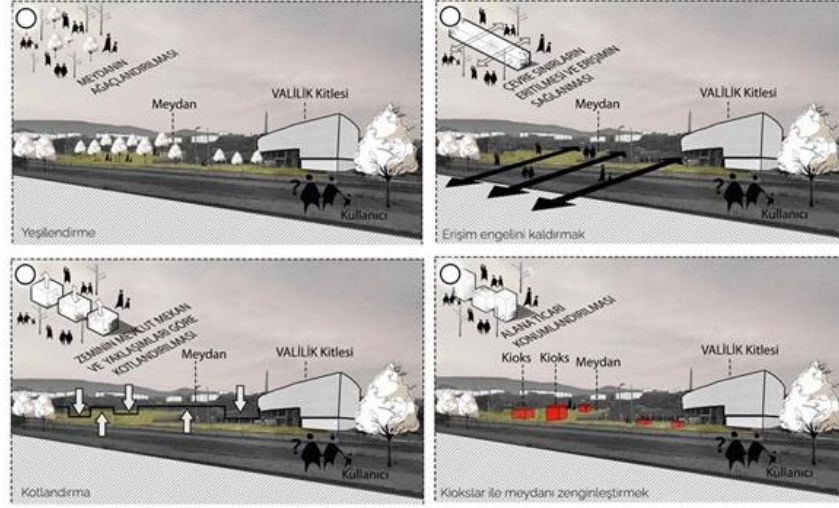 MEYDANIN
AĞAÇLANDIRILMASI
Meydan
VALİLİK Kitlesi
?
Kullanıcı
Yeşilendirme
ÇEVRE SINIRLARIN
ERİTİLMESİ VE ERİŞİMİN
SAĞLANMASI
Meydan
VALİLİK Kitlesi
?
Kullanıcı
Erişim engelini kaldırmak
ZEMİNİN MEVCUT MEKAN
VE YAKLAŞIMLARI GÖRE
KOTLANDIRILMASI
Meydan
VALİLİK Kitlesi
?
Kullanıcı
Kotlandırma
ALANA TİCARİ
KONUMLANDIRILMASI
Kioks
Kioks
Meydan
VALİLİK Kitlesi
?
Kullanıcı
Kiokslar ile meydanı zenginleştirmek